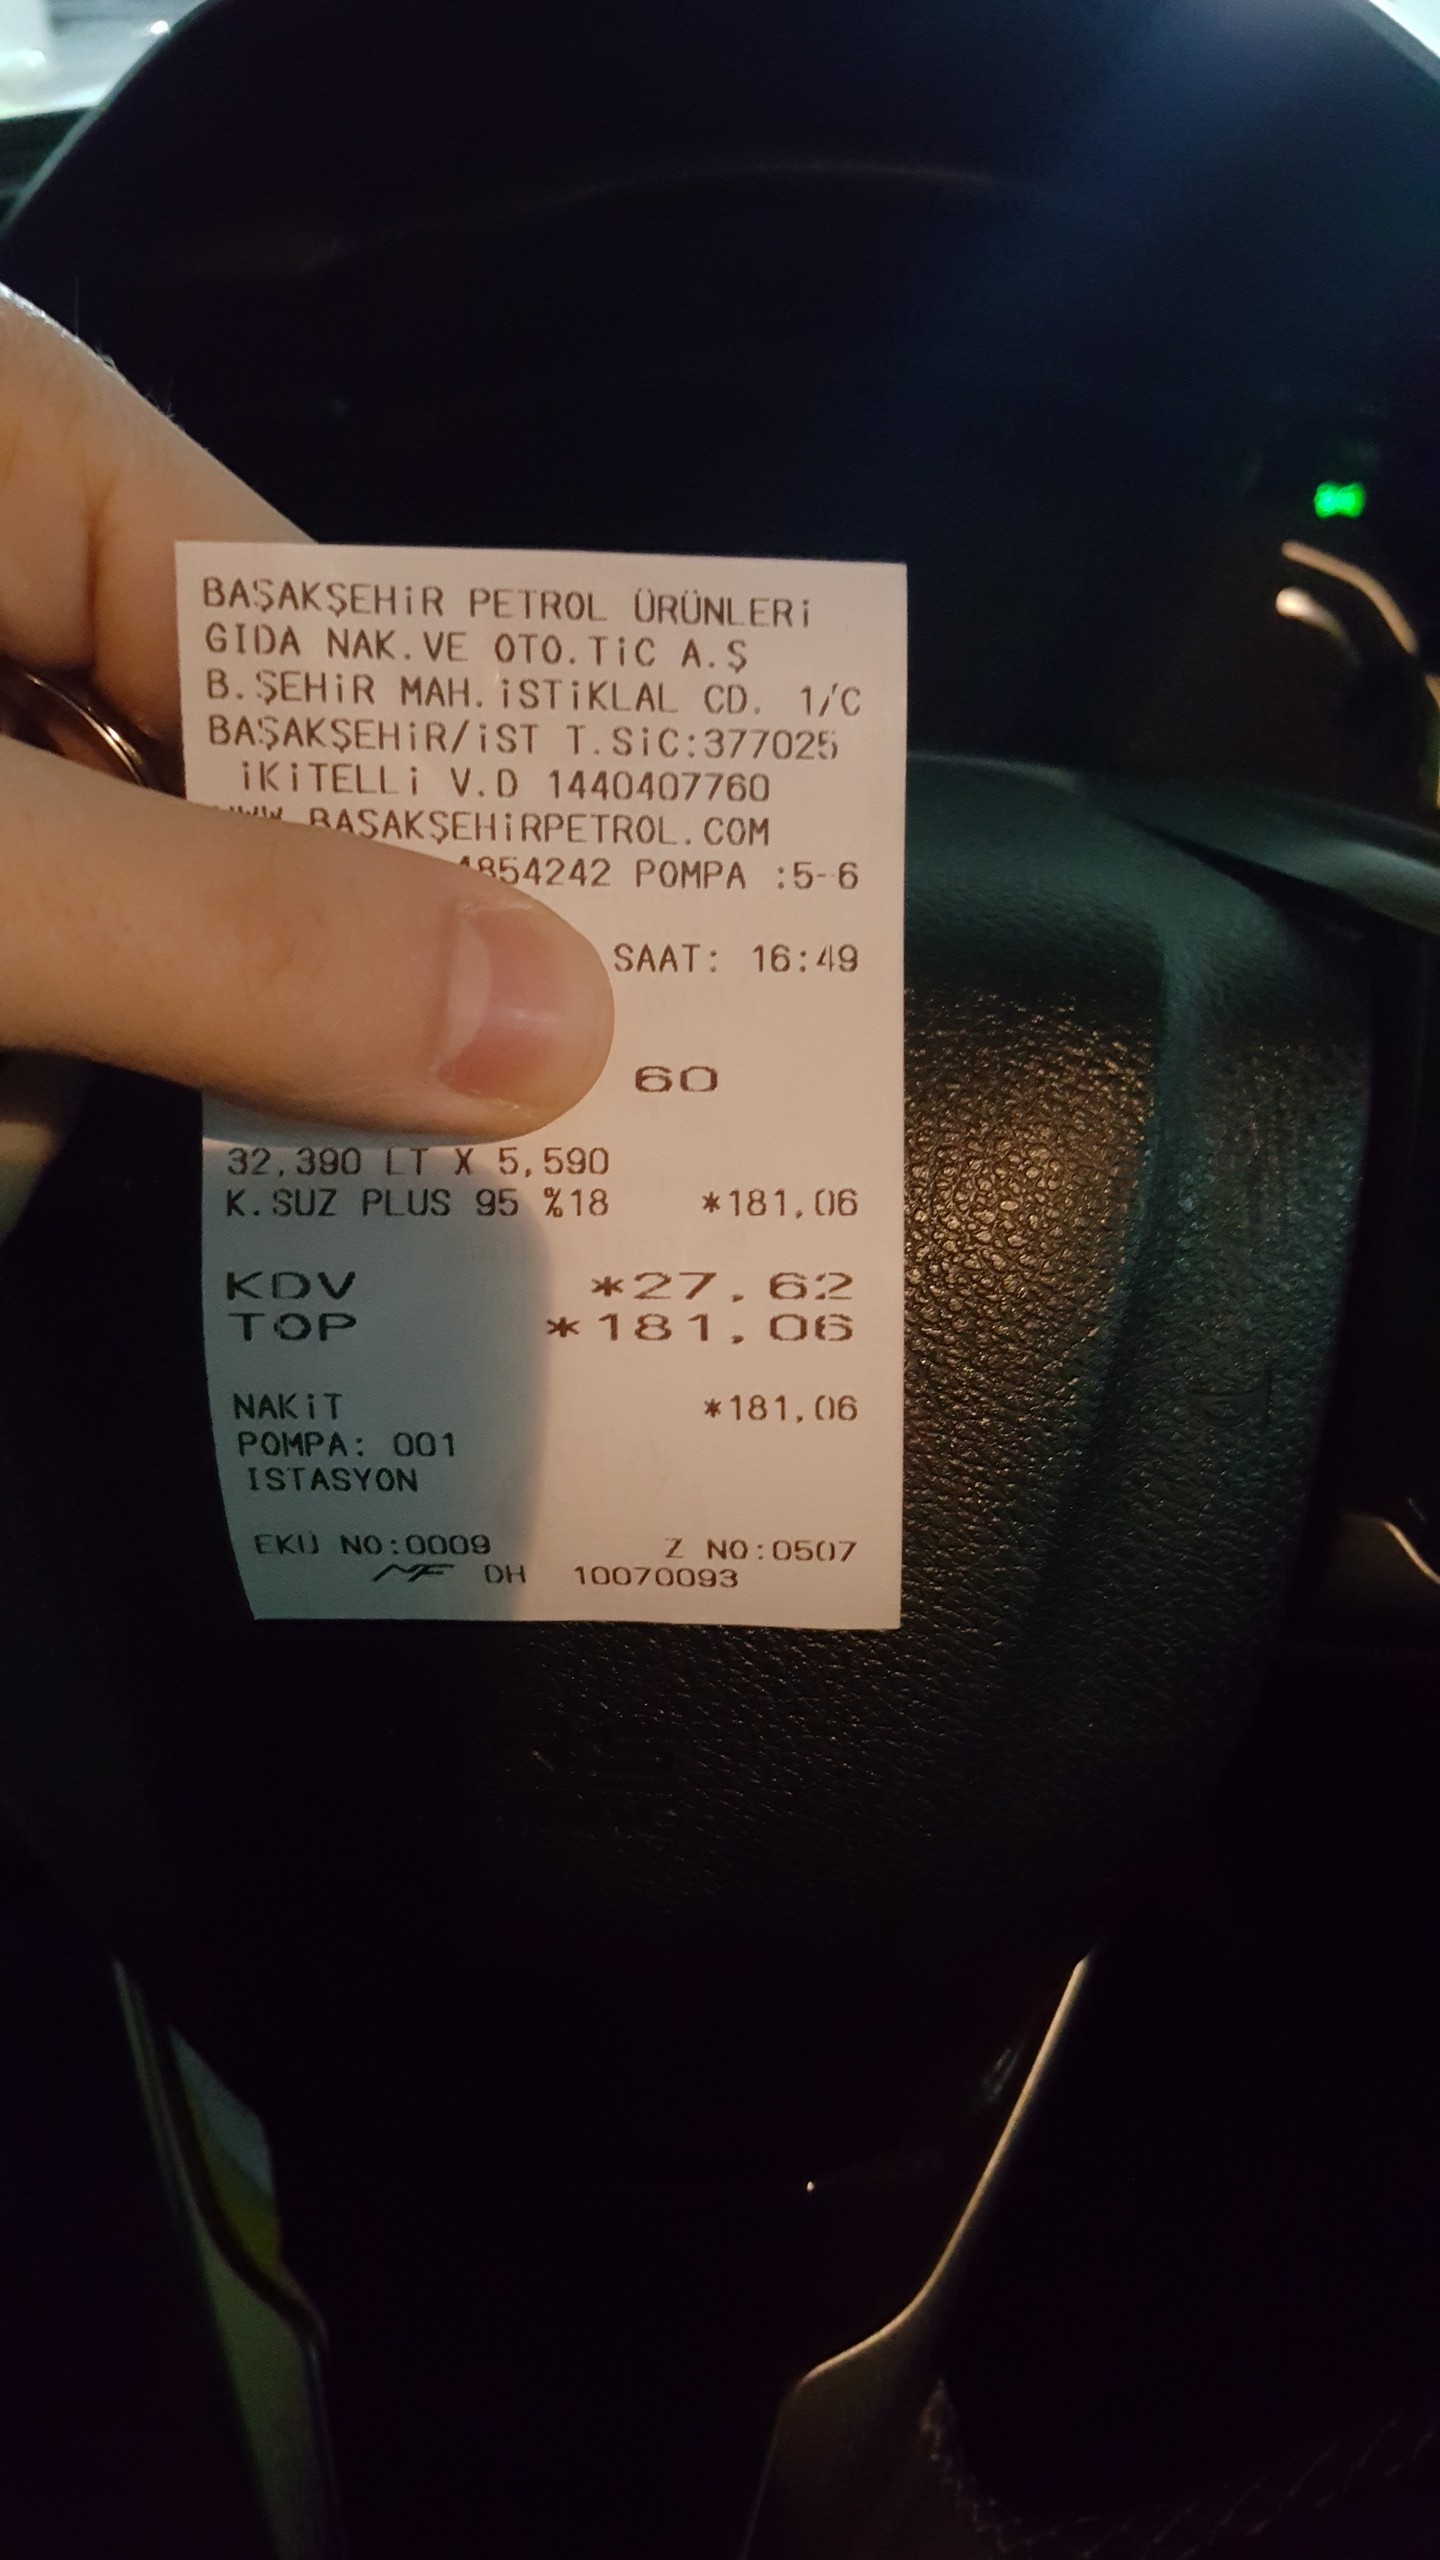 BAŞAKŞEHİR PETROL ÜRÜNLERİ
GIDA NAK.VE OTO.TİC A.Ş
B.ŞEHİR MAH.İSTİKLAL CD. 1/C
BAŞAKŞEHİR/İST T.SİC:377025
İKİTELLİ V.D 1440407760
WWW.BAŞAKŞEHİRPETROL.COM
4854242 POMPA :5-6
SAAT: 16:49
60
32,390 LT X 5,590
K.SUZ PLUS 95 %18 *181,06
KDV *27,62
TOP *181,06
NAKİT *181,06
POMPA: 001
ISTASYON
EKÜ NO:0009 Z NO:0507
MF DH 10070093